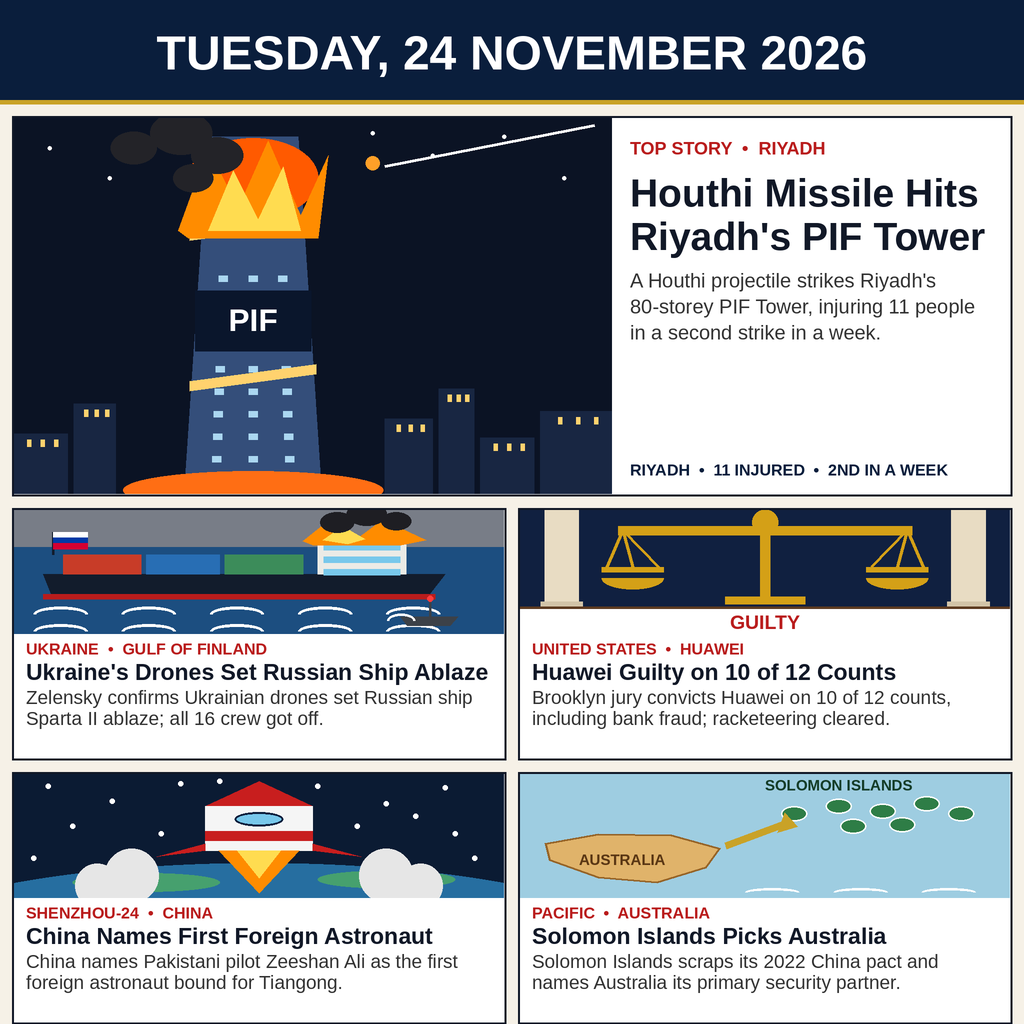 TUESDAY, 24 NOVEMBER 2026
PIF
TOP STORY • RIYADH
Houthi Missile Hits
Riyadh's PIF Tower
A Houthi projectile strikes Riyadh's
80-storey PIF Tower, injuring 11 people
in a second strike in a week.
RIYADH • 11 INJURED • 2ND IN A WEEK
UKRAINE • GULF OF FINLAND
Ukraine's Drones Set Russian Ship Ablaze
Zelensky confirms Ukrainian drones set Russian ship
Sparta II ablaze; all 16 crew got off.
GUILTY
UNITED STATES • HUAWEI
Huawei Guilty on 10 of 12 Counts
Brooklyn jury convicts Huawei on 10 of 12 counts,
including bank fraud; racketeering cleared.
SHENZHOU-24 • CHINA
China Names First Foreign Astronaut
China names Pakistani pilot Zeeshan Ali as the first
foreign astronaut bound for Tiangong.
SOLOMON ISLANDS
AUSTRALIA
PACIFIC • AUSTRALIA
Solomon Islands Picks Australia
Solomon Islands scraps its 2022 China pact and
names Australia its primary security partner.